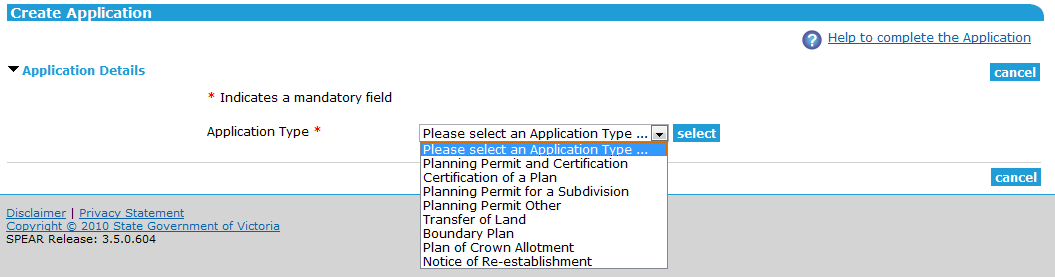 Create Application
Help to complete the Application
Application Details
cancel
* Indicates a mandatory field
Application Type *
Please select an Application Type ...
select
Please select an Application Type ...
Planning Permit and Certification
Certification of a Plan
Planning Permit for a Subdivision
Planning Permit Other
Transfer of Land
Boundary Plan
Plan of Crown Allotment
Notice of Re-establishment
cancel
Disclaimer | Privacy Statement
Copyright © 2010 State Government of Victoria
SPEAR Release: 3.5.0.604